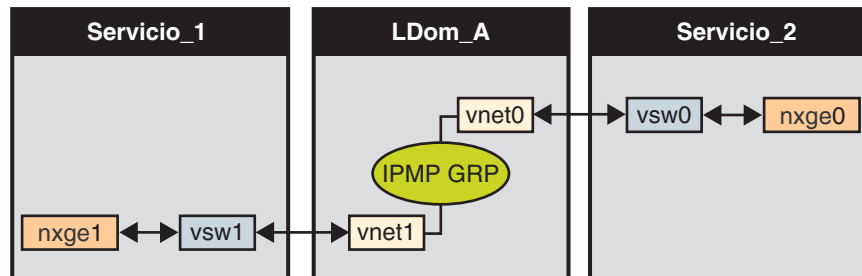 Servicio_1
LDom_A
Servicio_2
vnet0
vsw0
nxge0
IPMP GRP
nxge1
vsw1
vnet1